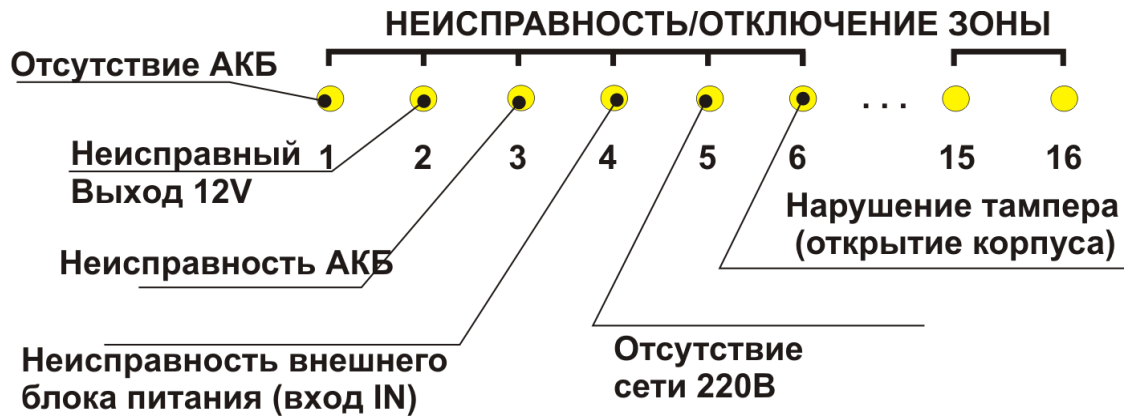 НЕИСПРАВНОСТЬ/ОТКЛЮЧЕНИЕ ЗОНЫ
Отсутствие АКБ
. . .
1 2 3 4 5 6 15 16
Неисправный
Выход 12V
Нарушение тампера
(открытие корпуса)
Неисправность АКБ
Неисправность внешнего
блока питания (вход IN)
Отсутствие
сети 220В